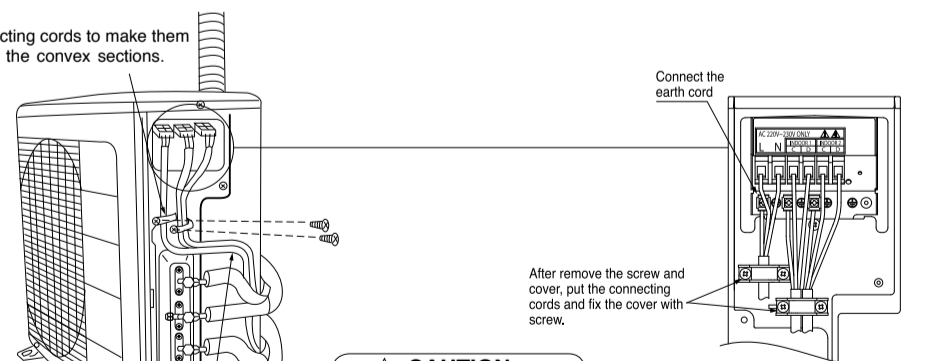 cting cords to make them
the convex sections.
Connect the
earth cord
AC 220V~230V ONLY
L N INDOOR 1 INDOOR 2
C D C D
After remove the screw and
cover, put the connecting
cords and fix the cover with
screw.
CAUTION